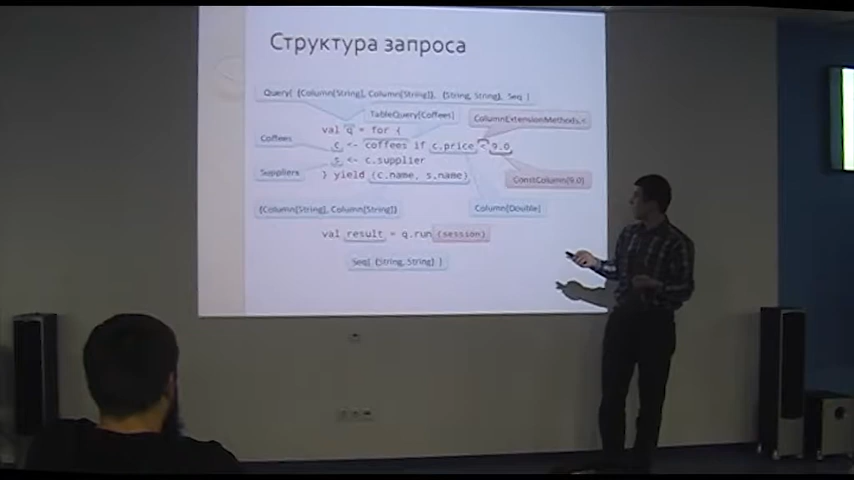 Структура запроса
Query[ (Column[String], Column[String]), (String, String), Seq ]
TableQuery[Coffees]
ColumnExtensionMethods.<
val q = for {
Coffees
c <- coffees if c.price < 9.0
s <- c.supplier
Suppliers
} yield (c.name, s.name)
ConstColumn(9.0)
(Column[String], Column[String])
Column[Double]
val result = q.run (session)
Seq[ (String, String) ]